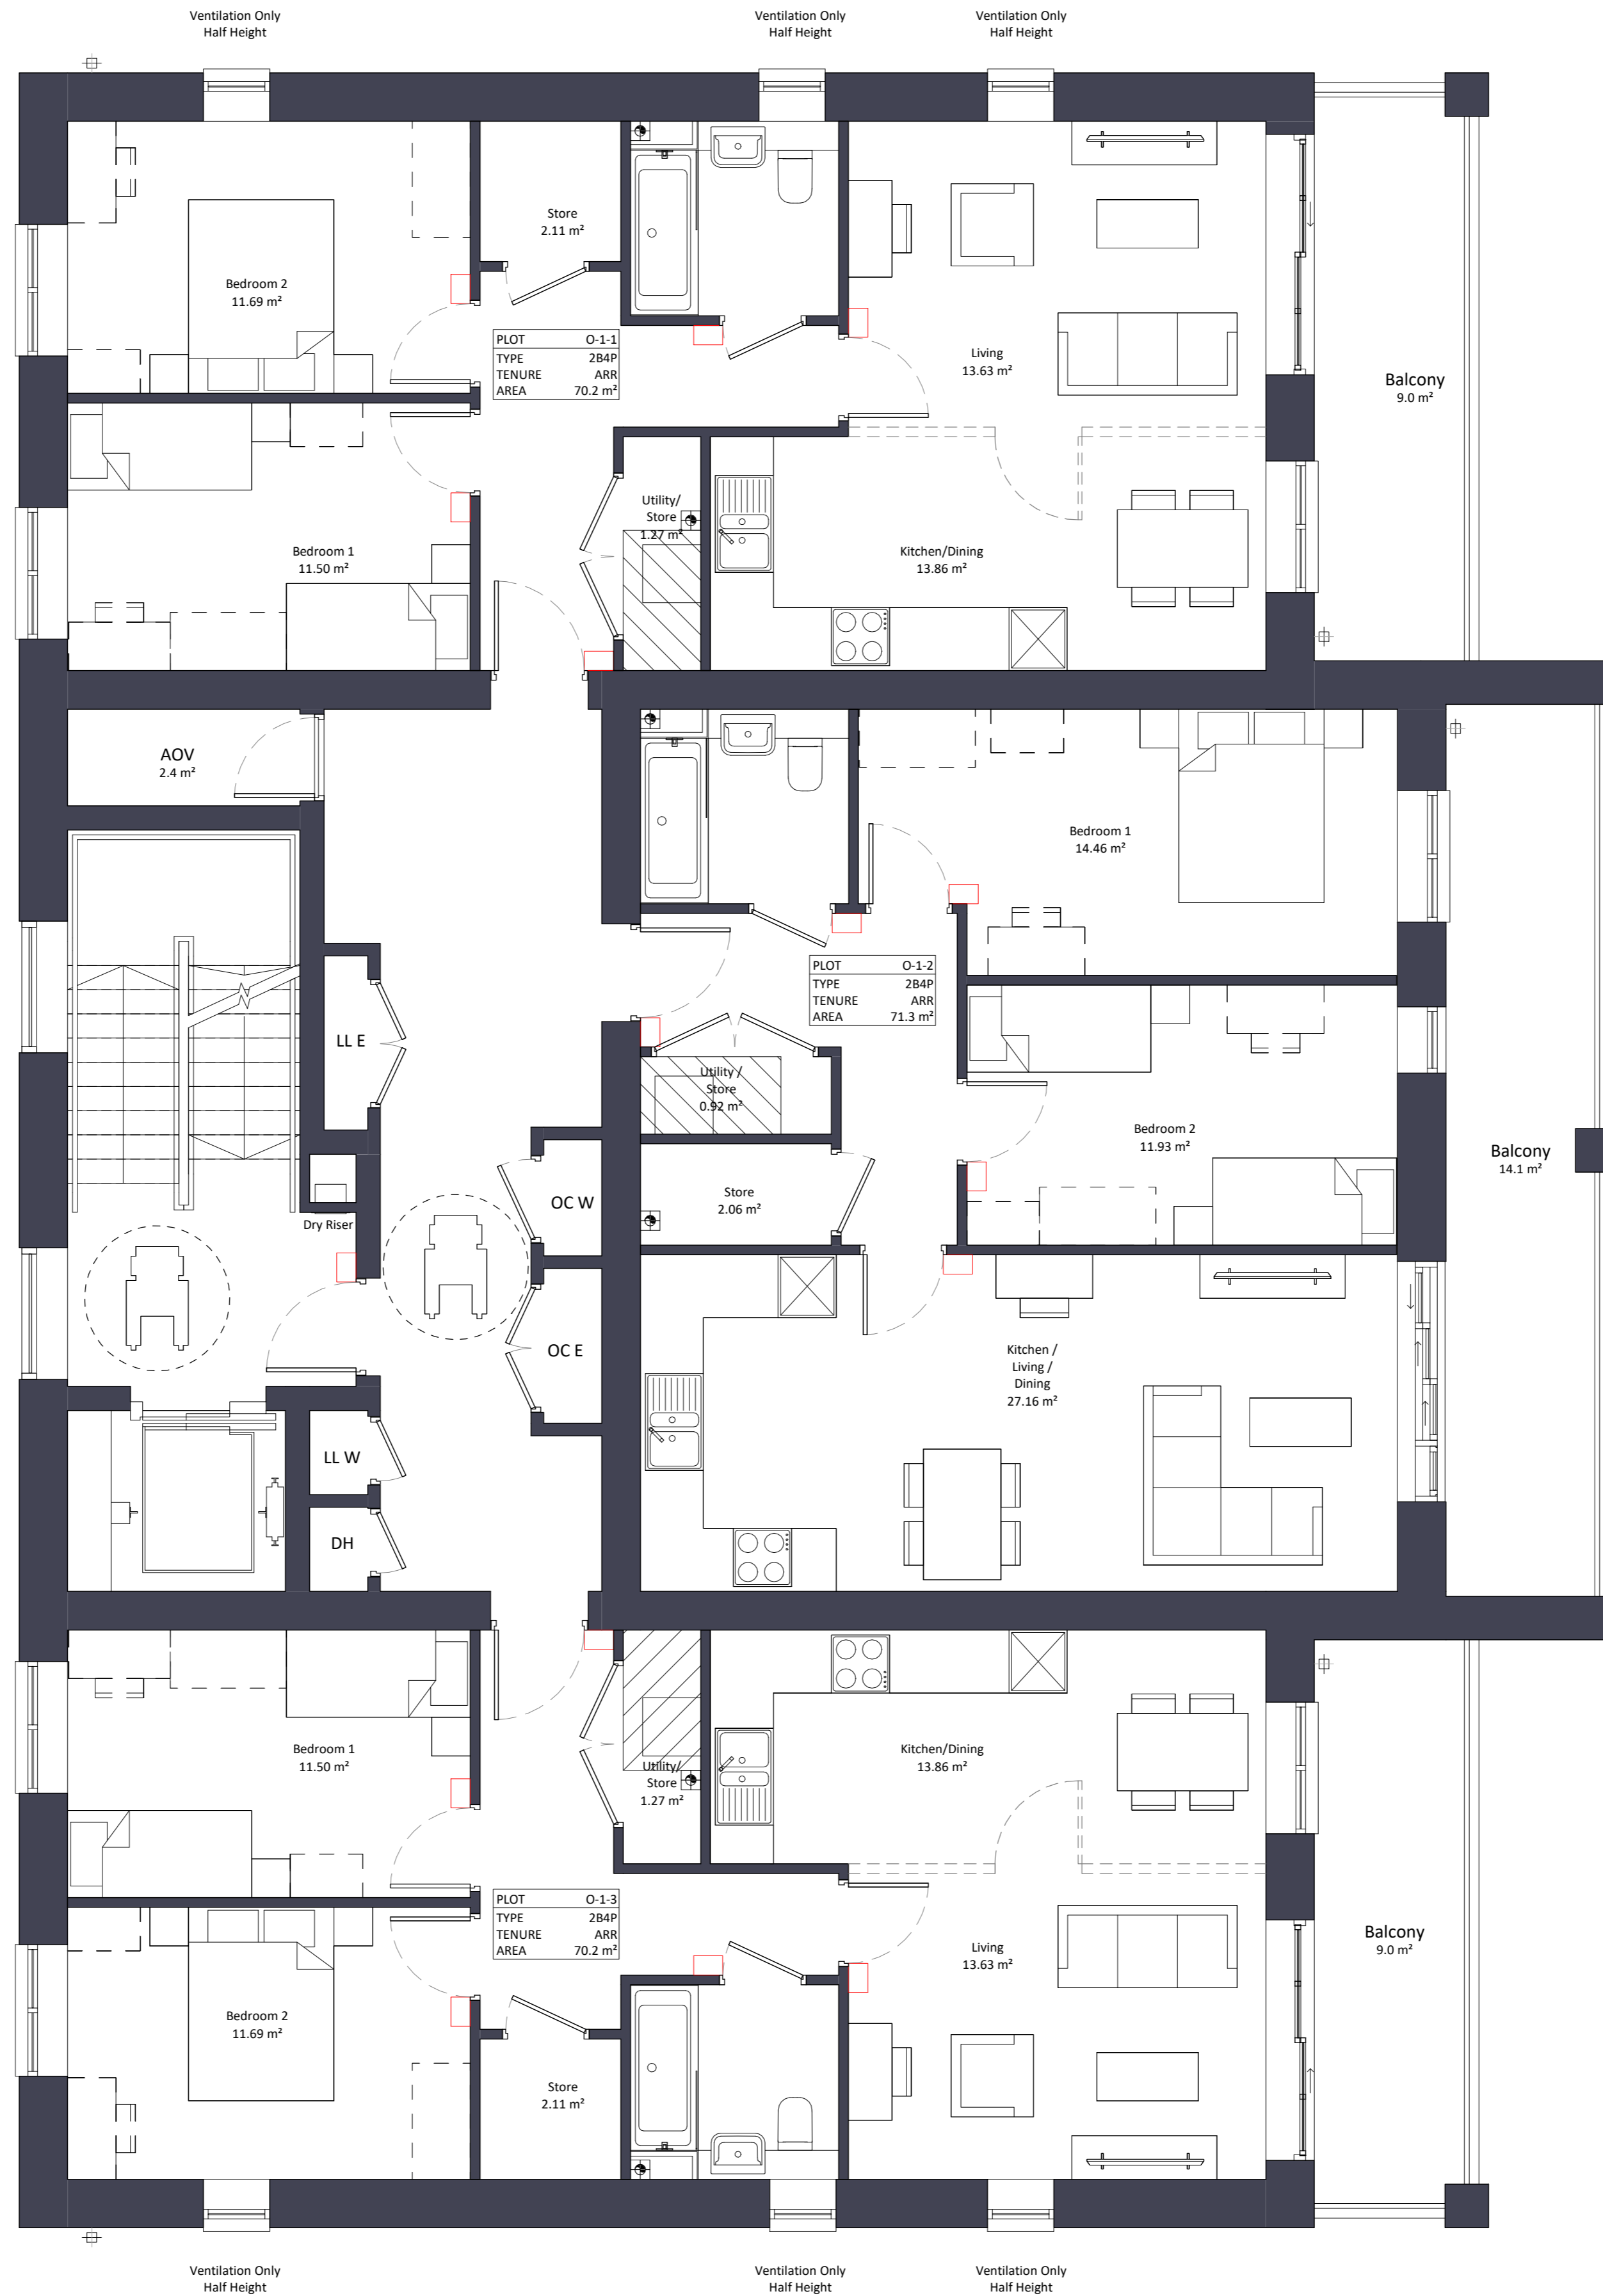 Ventilation Only
Half Height
Ventilation Only
Half Height
Ventilation Only
Half Height
Store
2.11 m²
Bedroom 2
11.69 m²
PLOT O-1-1
TYPE 2B4P
TENURE ARR
AREA 70.2 m²
Living
13.63 m²
Balcony
9.0 m²
Utility/
Store
1.27 m²
Bedroom 1
11.50 m²
Kitchen/Dining
13.86 m²
AOV
2.4 m²
Bedroom 1
14.46 m²
PLOT O-1-2
TYPE 2B4P
TENURE ARR
AREA 71.3 m²
LL E
Utility /
Store
0.92 m²
Bedroom 2
11.93 m²
Balcony
14.1 m²
OC W
Store
2.06 m²
Dry Riser
OC E
Kitchen /
Living /
Dining
27.16 m²
LL W
DH
Bedroom 1
11.50 m²
Kitchen/Dining
13.86 m²
Utility/
Store
1.27 m²
PLOT O-1-3
TYPE 2B4P
TENURE ARR
AREA 70.2 m²
Living
13.63 m²
Balcony
9.0 m²
Bedroom 2
11.69 m²
Store
2.11 m²
Ventilation Only
Half Height
Ventilation Only
Half Height
Ventilation Only
Half Height